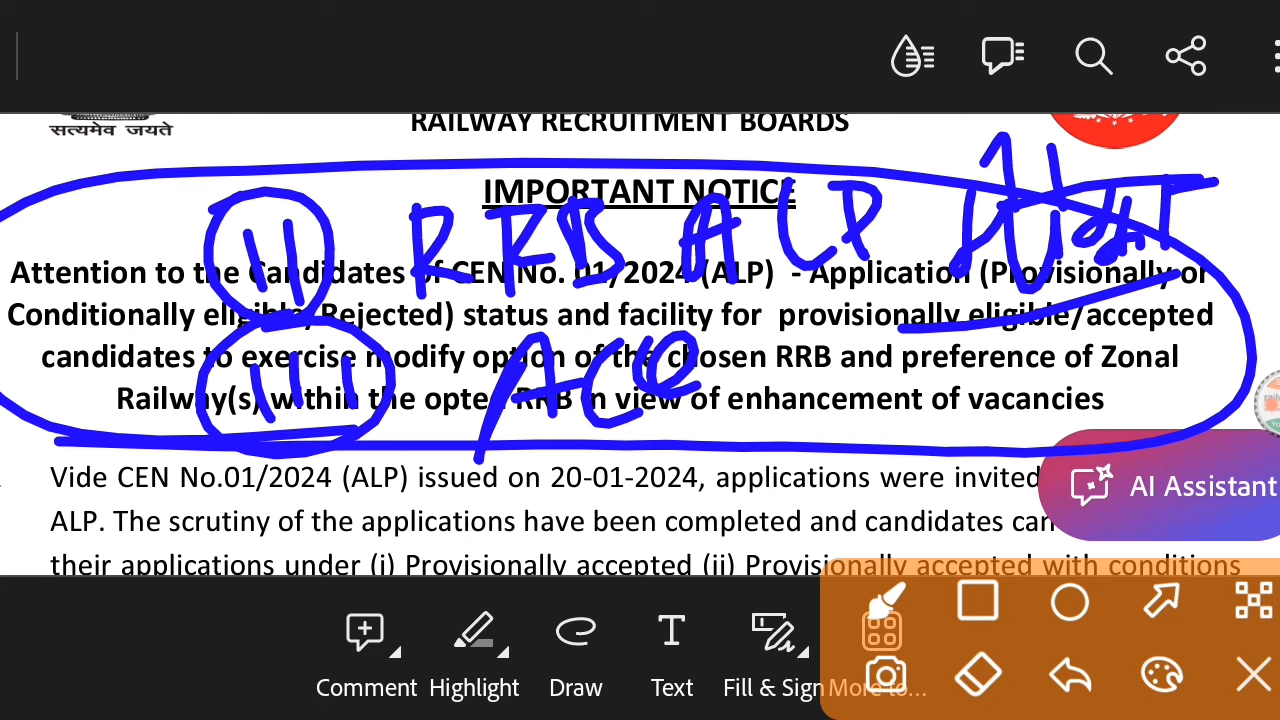 सत्यमेव जयते
RAILWAY RECRUITMENT BOARDS
IMPORTANT NOTICE
11 RRB ALP
Attention to the Candidates of CEN No. 01/2024 (ALP) - Application (Provisionally or
Conditionally eligible/Rejected) status and facility for provisionally eligible/accepted
candidates to exercise modify option of the chosen RRB and preference of Zonal
Railway(s) within the opted RRB in view of enhancement of vacancies
111
Vide CEN No.01/2024 (ALP) issued on 20-01-2024, applications were invited
ALP. The scrutiny of the applications have been completed and candidates can
their applications under (i) Provisionally accepted (ii) Provisionally accepted with conditions
AI Assistant
Comment Highlight Draw Text Fill & Sign More to...